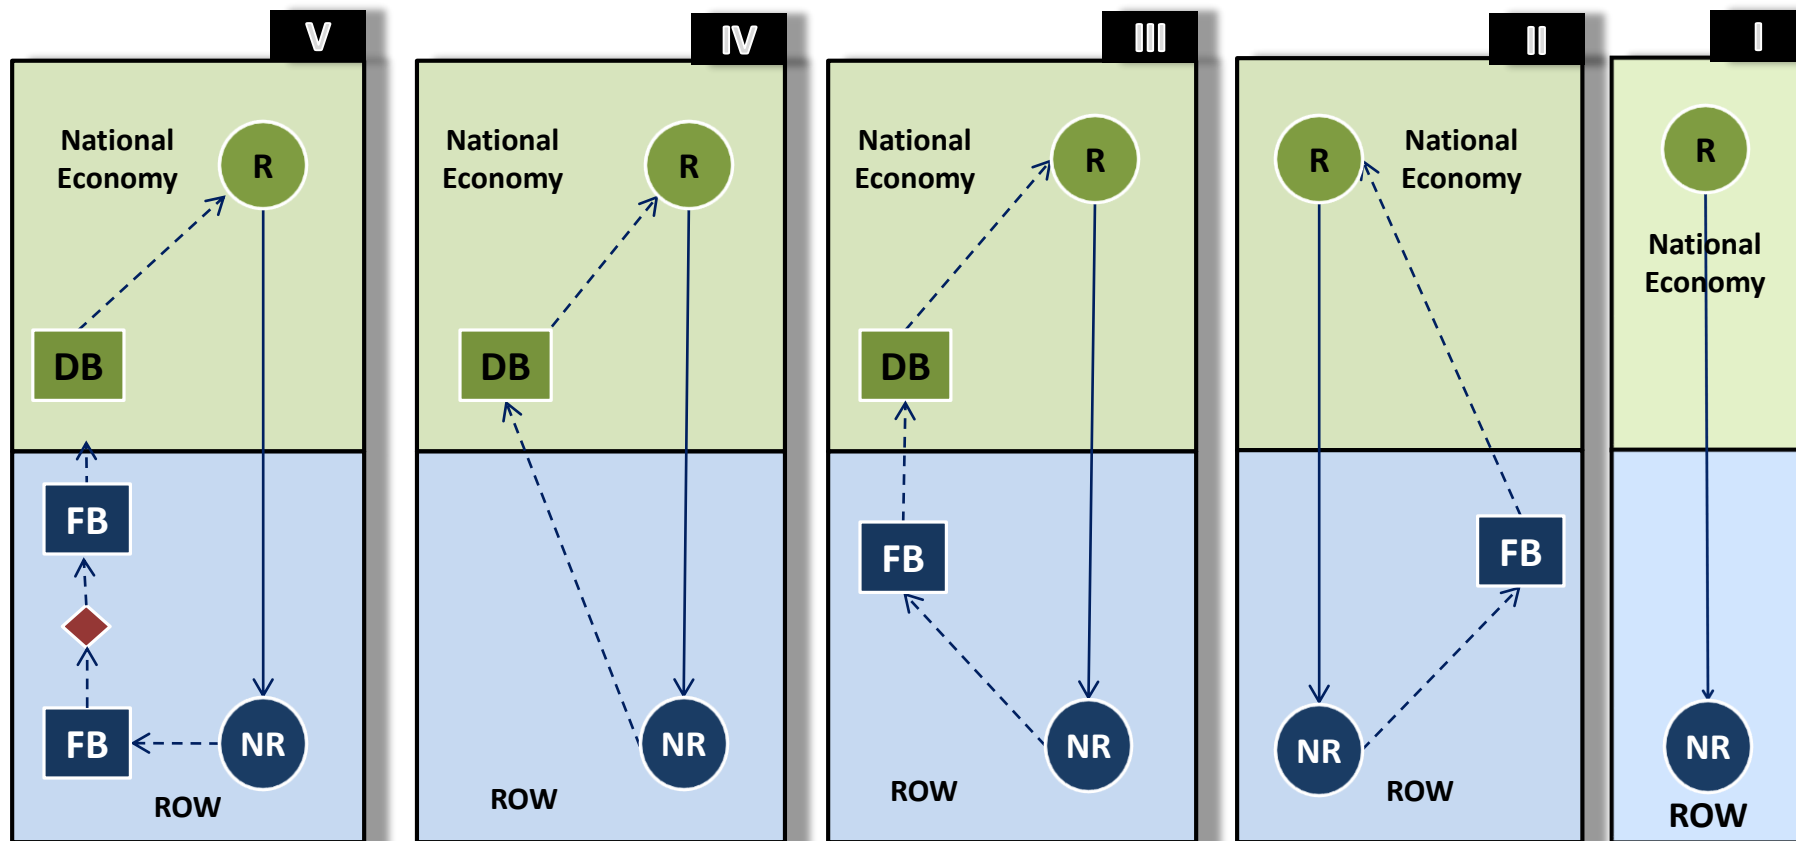 V
National
Economy
R
DB
FB
FB
NR
ROW
IV
National
Economy
R
DB
NR
ROW
III
National
Economy
R
DB
FB
NR
ROW
II
R
National
Economy
FB
NR
ROW
I
R
National
Economy
NR
ROW